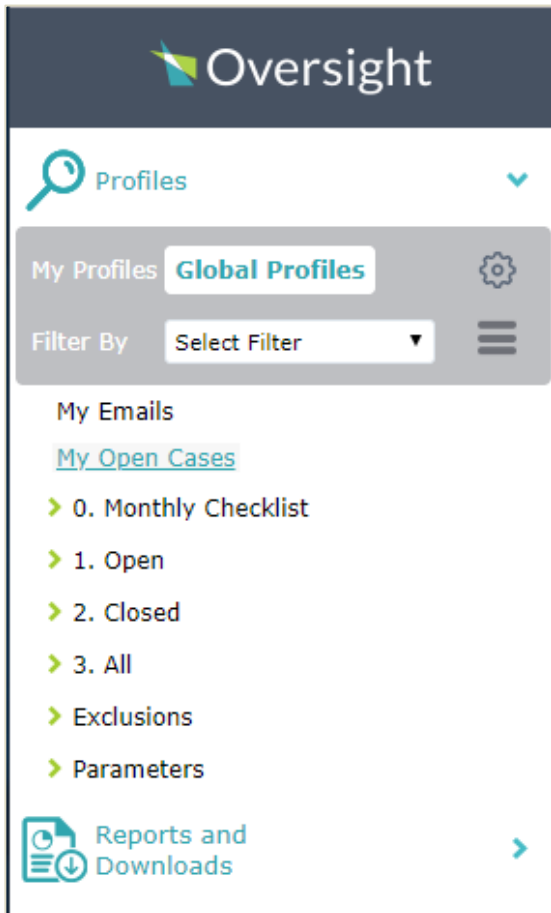 Oversight
Profiles
My Profiles Global Profiles
Filter By Select Filter
My Emails
My Open Cases
0. Monthly Checklist
1. Open
2. Closed
3. All
Exclusions
Parameters
Reports and
Downloads